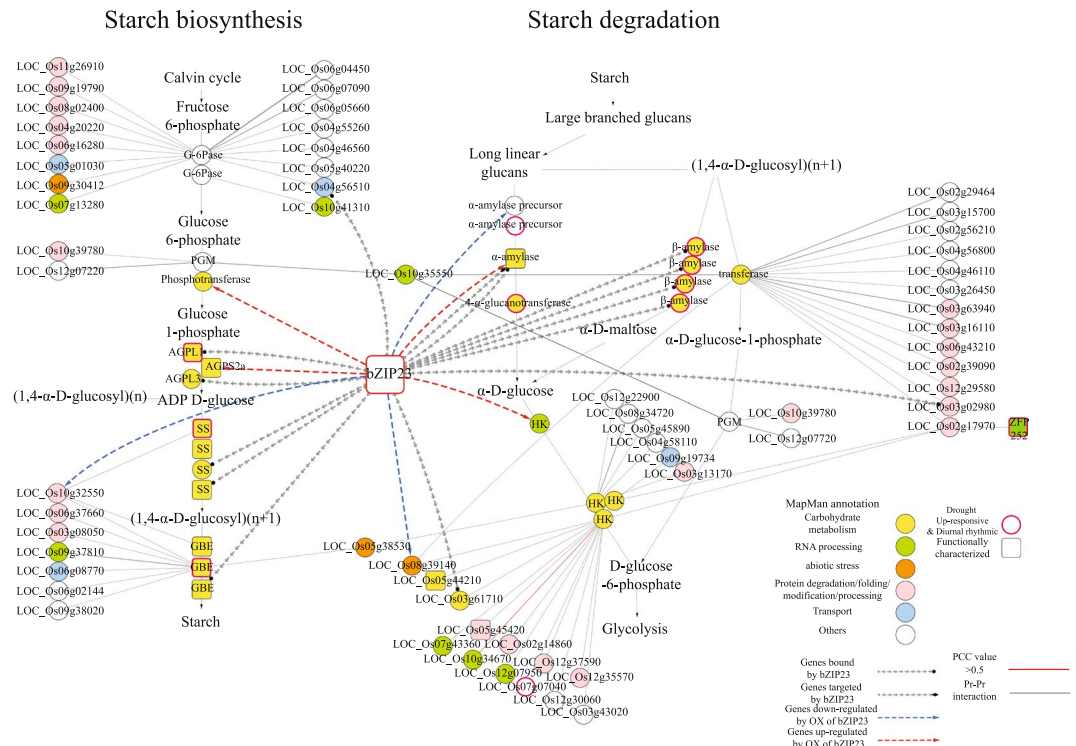 Starch biosynthesis
Starch degradation
LOC_Os11g26910
LOC_Os09g19790
LOC_Os08g02400
LOC_Os04g20220
LOC_Os06g16280
LOC_Os05g01030
LOC_Os09g30412
LOC_Os07g13280
Calvin cycle
Fructose
6-phosphate
G-6Pase
G-6Pase
LOC_Os06g04450
LOC_Os06g07090
LOC_Os06g05660
LOC_Os04g55260
LOC_Os04g46560
LOC_Os05g40220
LOC_Os04g56510
LOC_Os10g41310
Glucose
6-phosphate
LOC_Os10g39780
LOC_Os12g07220
PGM
Phosphotransferase
Glucose
1-phosphate
AGPL1
AGPS2a
AGPL3
(1,4-α-D-glucosyl)(n)
ADP D-glucose
SS
SS
SS
SS
(1,4-α-D-glucosyl)(n+1)
GBE
GBE
GBE
Starch
LOC_Os10g32550
LOC_Os06g37660
LOC_Os03g08050
LOC_Os09g37810
LOC_Os06g08770
LOC_Os06g02144
LOC_Os09g38020
bZIP23
Starch
Large branched glucans
Long linear
glucans
(1,4-α-D-glucosyl)(n+1)
α-amylase precursor
α-amylase precursor
α-amylase
LOC_Os10g35550
4-α-glucanotransferase
β-amylase
β-amylase
β-amylase
β-amylase
transferase
α-D-maltose
α-D-glucose-1-phosphate
α-D-glucose
HK
LOC_Os02g29464
LOC_Os03g15700
LOC_Os02g56210
LOC_Os04g56800
LOC_Os04g46110
LOC_Os03g26450
LOC_Os03g63940
LOC_Os03g16110
LOC_Os06g43210
LOC_Os02g39090
LOC_Os12g29580
LOC_Os03g02980
LOC_Os02g17970
ZFP
252
LOC_Os12g22900
LOC_Os08g34720
LOC_Os05g45890
LOC_Os04g58110
LOC_Os09g19734
LOC_Os03g13170
PGM
LOC_Os10g39780
LOC_Os12g07720
HK
HK
HK
LOC_Os05g38530
LOC_Os08g39140
LOC_Os05g44210
LOC_Os03g61710
D-glucose
-6-phosphate
Glycolysis
LOC_Os05g45420
LOC_Os07g43360
LOC_Os02g14860
LOC_Os10g34670
LOC_Os12g37590
LOC_Os12g07950
LOC_Os12g35570
LOC_Os07g07040
LOC_Os12g30060
LOC_Os03g43020
MapMan annotation
Carbohydrate
metabolism
RNA processing
abiotic stress
Protein degradation/folding/
modification/processing
Transport
Others
Drought
Up-responsive
& Diurnal rhythmic
Functionally
characterized
Genes bound
by bZIP23
Genes targeted
by bZIP23
Genes down-regulated
by OX of bZIP23
Genes up-regulated
by OX of bZIP23
PCC value
>0.5
Pr-Pr
interaction